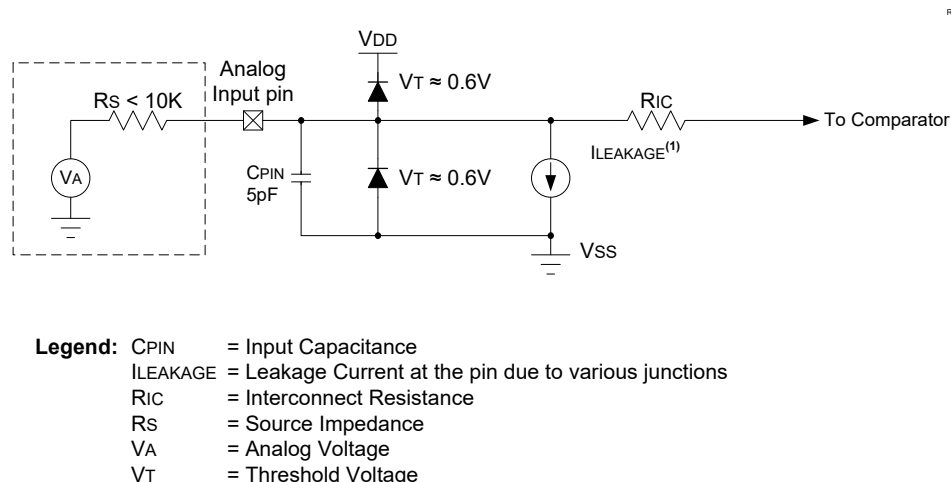 R
VDD
Analog
Input pin
VT ≈ 0.6V
RS < 10K
RIC
To Comparator
ILEAKAGE(1)
VA
CPIN
5pF
VT ≈ 0.6V
VSS
Legend: CPIN = Input Capacitance
ILEAKAGE = Leakage Current at the pin due to various junctions
RIC = Interconnect Resistance
RS = Source Impedance
VA = Analog Voltage
VT = Threshold Voltage